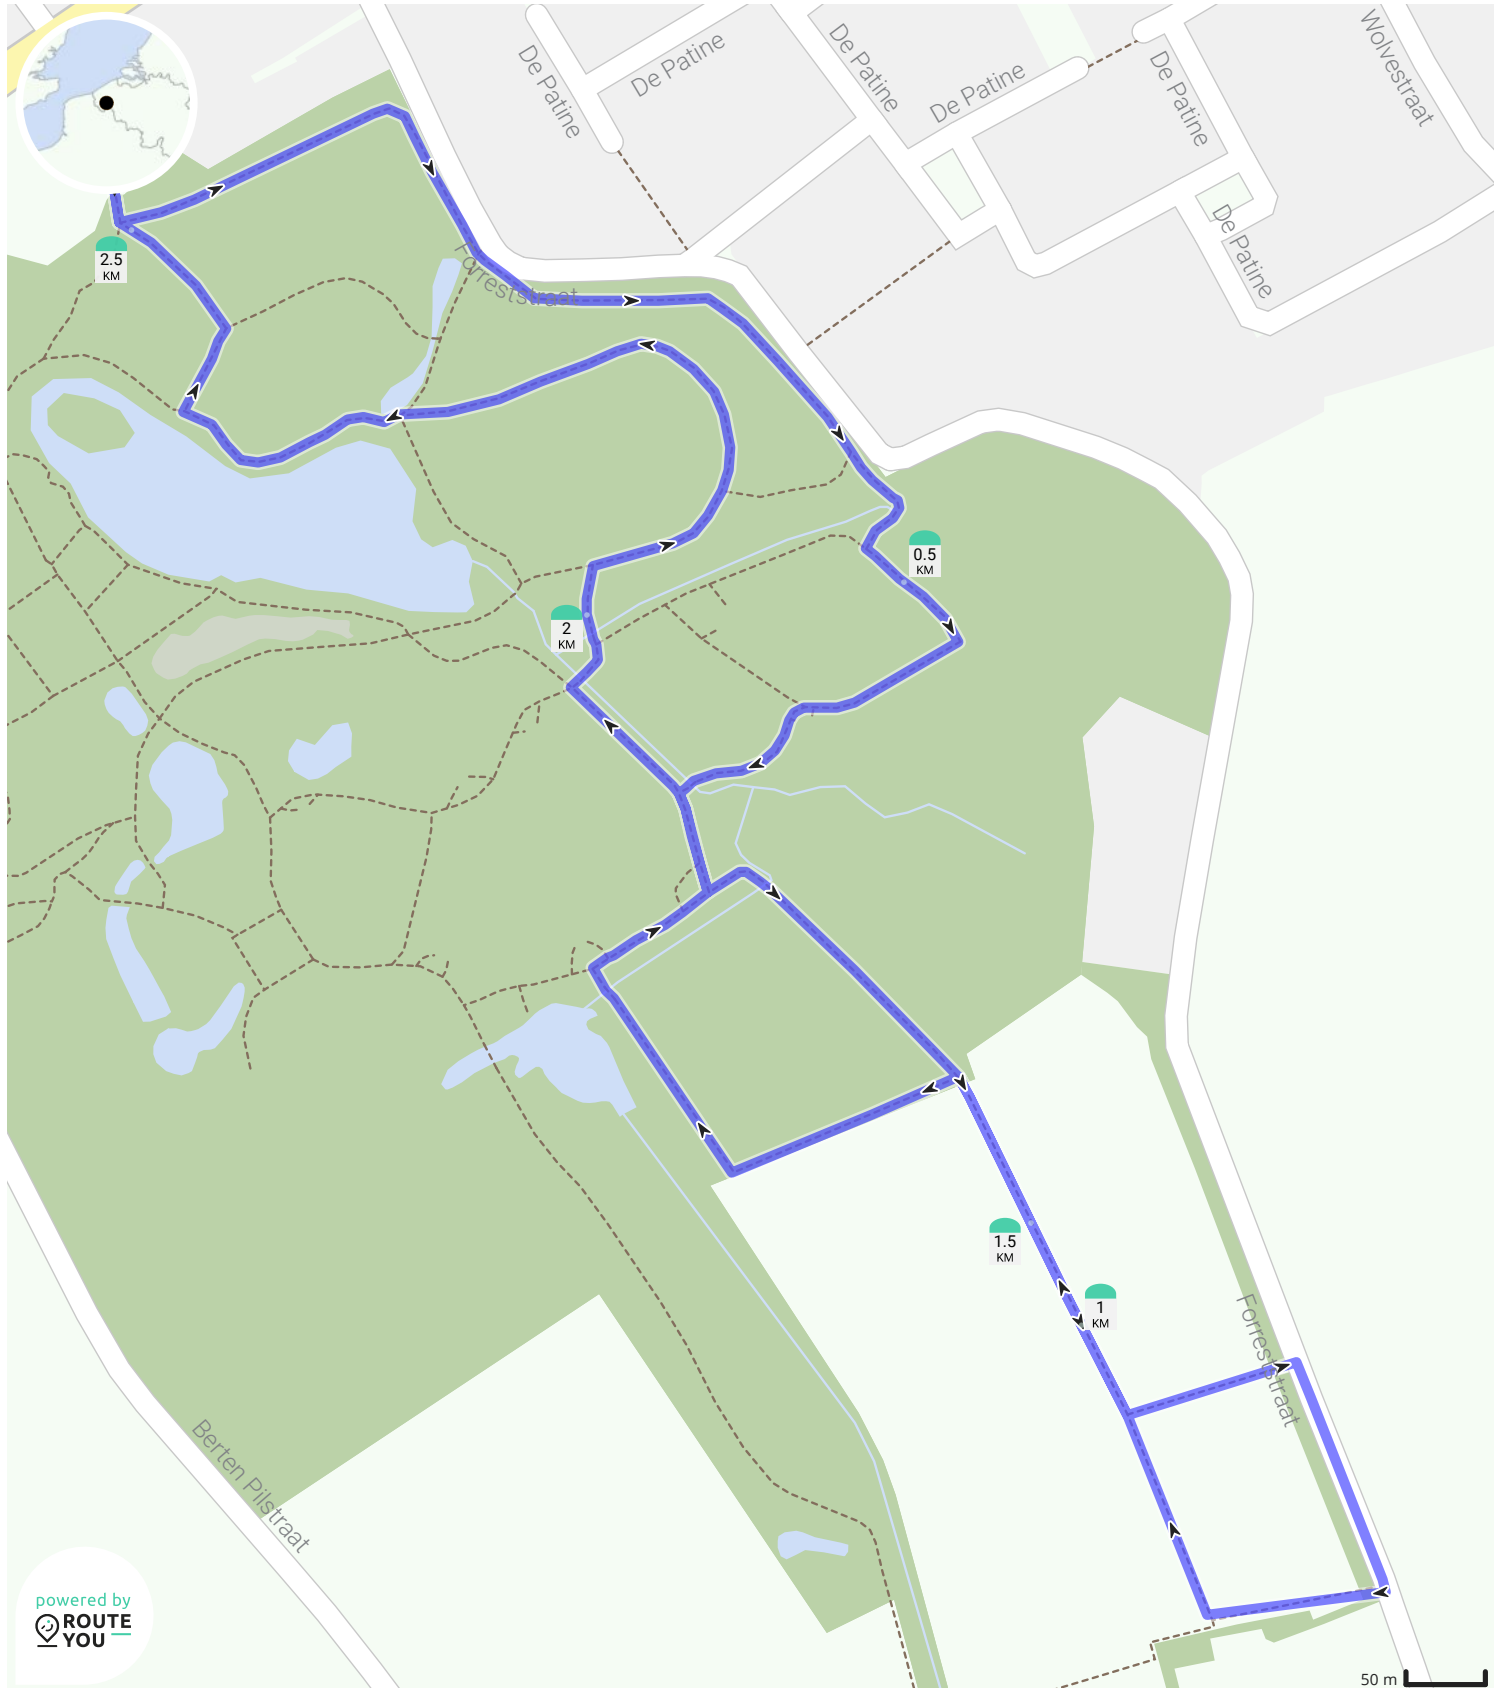 De Patine
De Patine
De Patine
De Patine
De Patine
Wolvestraat
De Patine
Forreststraat
2.5
KM
0.5
KM
2
KM
1.5
KM
1
KM
Forreststraat
Berten Pilstraat
powered by
ROUTE
YOU
50 m